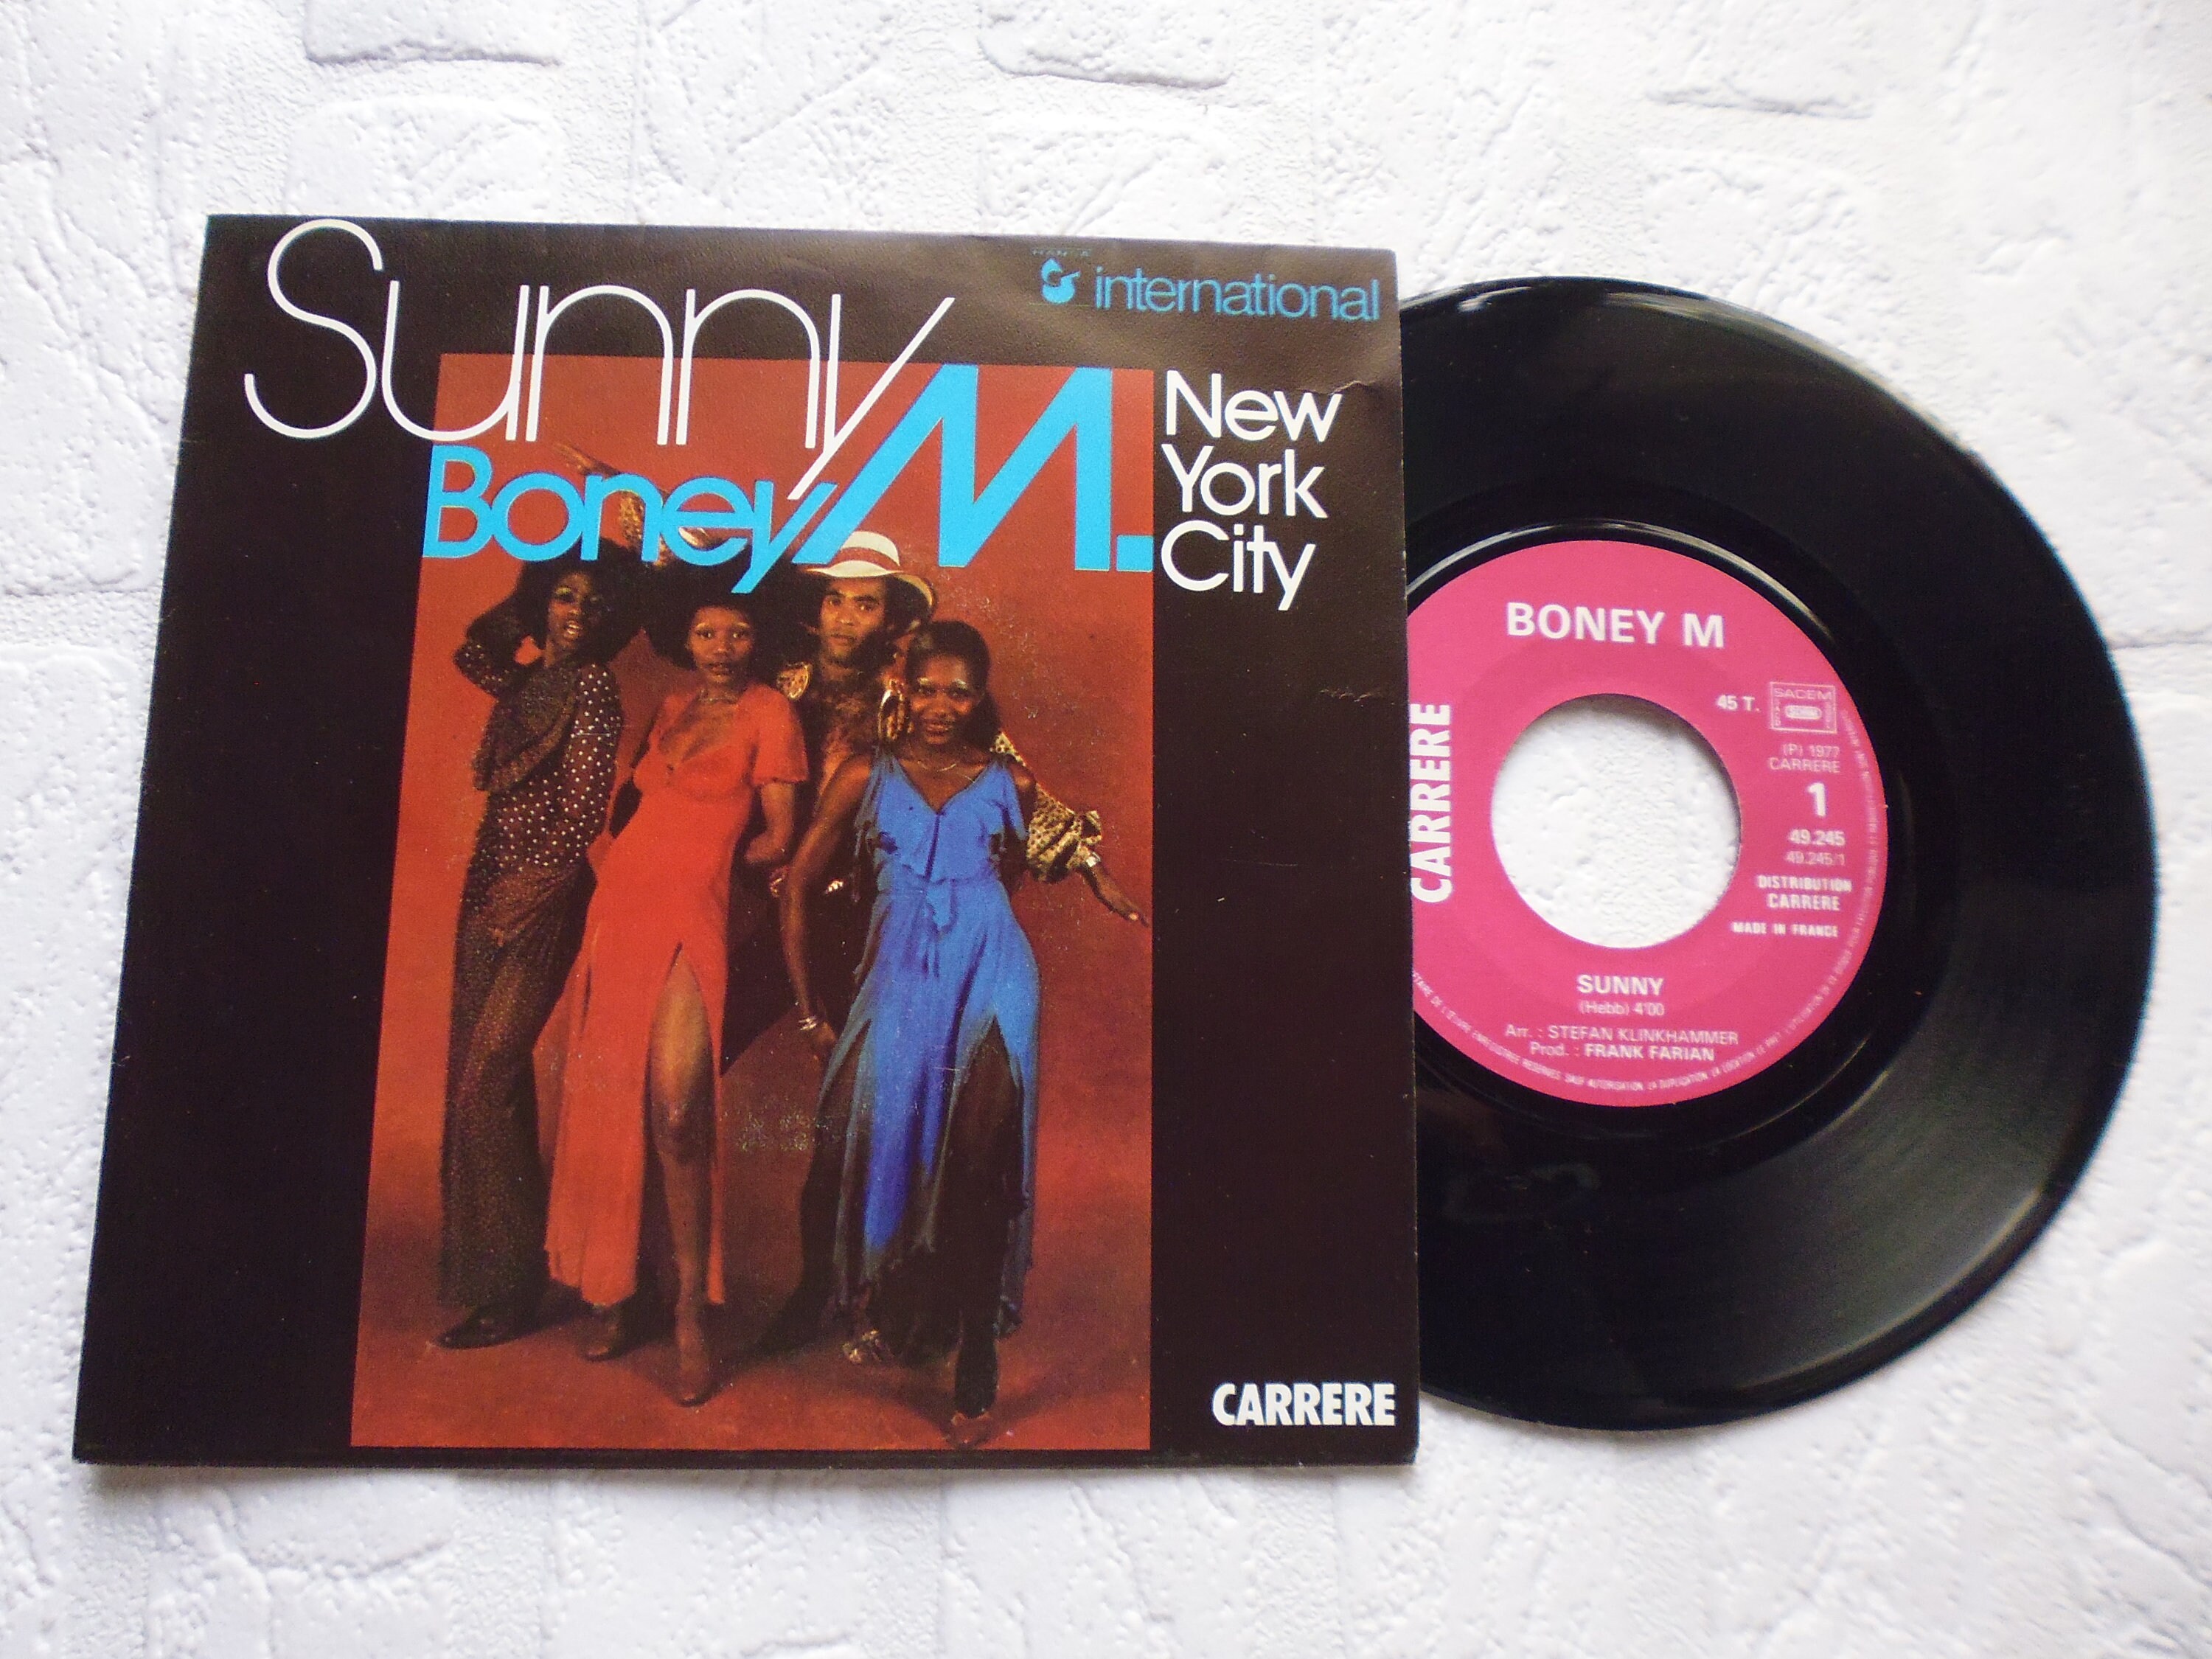 Sunny
HANSA
international
Boney M.
New
York
City
CARRERE
BONEY M
CARRERE
45 T.
SACEM
(P) 1977
CARRERE
1
49.245
49.245/1
DISTRIBUTION
CARRERE
MADE IN FRANCE
SUNNY
(Hebb) 4'00
Arr. : STEFAN KLINKHAMMER
Prod. : FRANK FARIAN